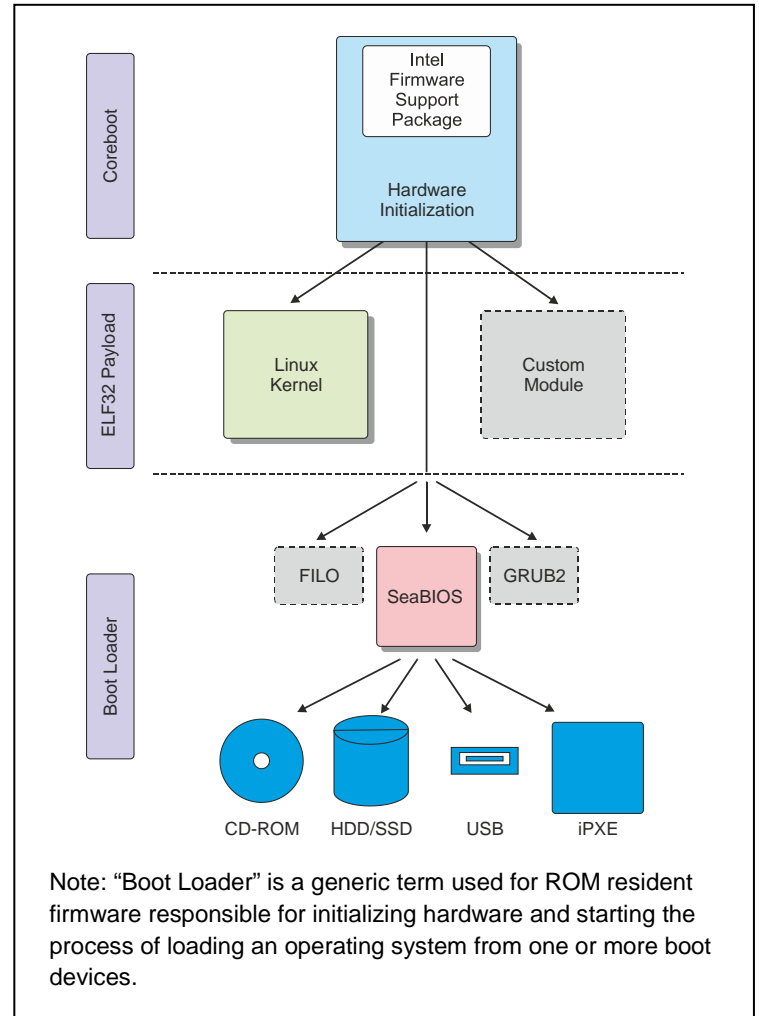 Coreboot
Intel
Firmware
Support
Package
Hardware
Initialization
ELF32 Payload
Linux
Kernel
Custom
Module
Boot Loader
FILO
SeaBIOS
GRUB2
CD-ROM
HDD/SSD
USB
iPXE
Note: “Boot Loader” is a generic term used for ROM resident
firmware responsible for initializing hardware and starting the
process of loading an operating system from one or more boot
devices.